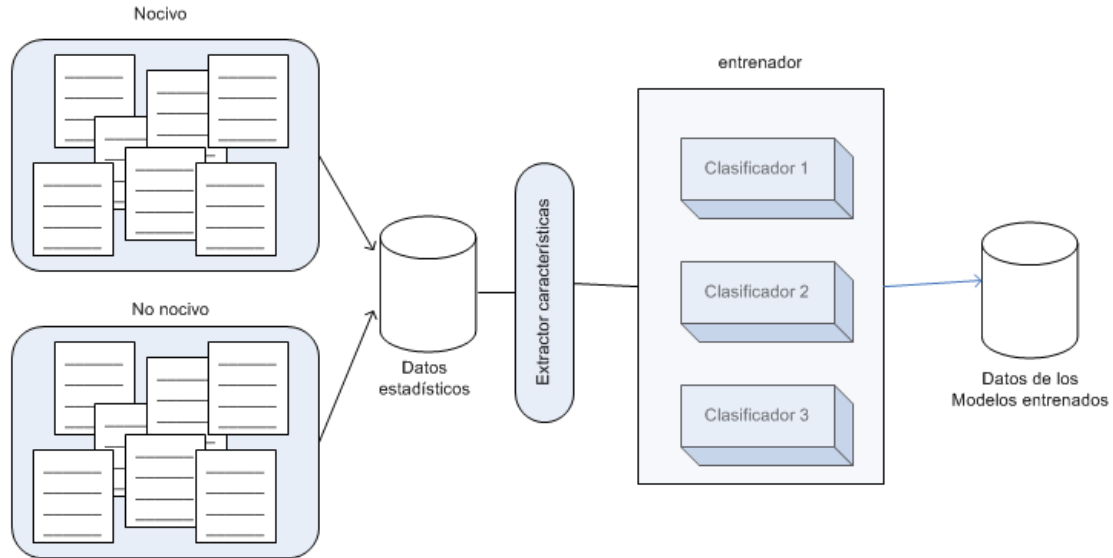 Nocivo
No nocivo
Datos
estadísticos
Extractor características
entrenador
Clasificador 1
Clasificador 2
Clasificador 3
Datos de los
Modelos entrenados